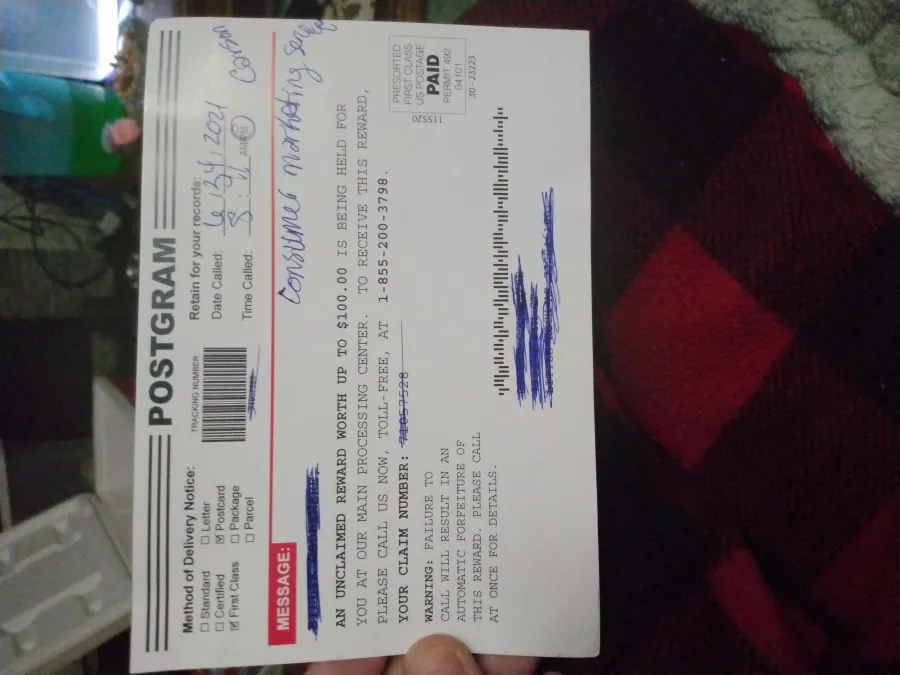 POSTGRAM
Method of Delivery Notice:
☐ Standard ☐ Letter
☐ Certified ☑ Postcard
☑ First Class ☐ Package
☐ Parcel
TRACKING NUMBER
Retain for your records:
Date Called: 6 / 24 / 2021
Time Called: 8 : AM/PM
MESSAGE:
Consumer marketing
AN UNCLAIMED REWARD WORTH UP TO $100.00 IS BEING HELD FOR
YOU AT OUR MAIN PROCESSING CENTER. TO RECEIVE THIS REWARD,
PLEASE CALL US NOW, TOLL-FREE, AT 1-855-200-3798.
YOUR CLAIM NUMBER: 71057528
WARNING: FAILURE TO
CALL WILL RESULT IN AN
AUTOMATIC FORFEITURE OF
THIS REWARD. PLEASE CALL
AT ONCE FOR DETAILS.
PRESORTED
FIRST CLASS
US POSTAGE
PAID
PERMIT 492
04101
30-23223
115520